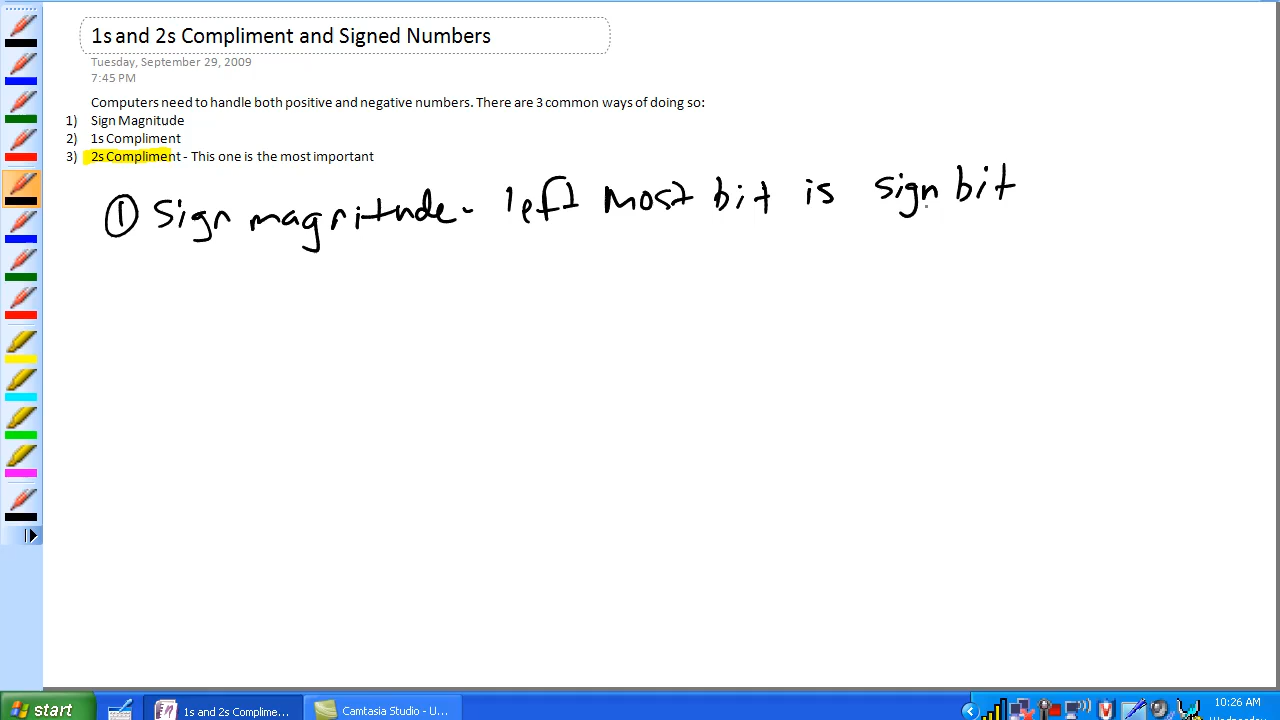 1s and 2s Compliment and Signed Numbers
Tuesday, September 29, 2009
7:45 PM
Computers need to handle both positive and negative numbers. There are 3 common ways of doing so:
1) Sign Magnitude
2) 1s Compliment
3) 2s Compliment - This one is the most important
① Sign magnitude - left most bit is sign bit
start
1s and 2s Complime...
Camtasia Studio - U...
10:26 AM